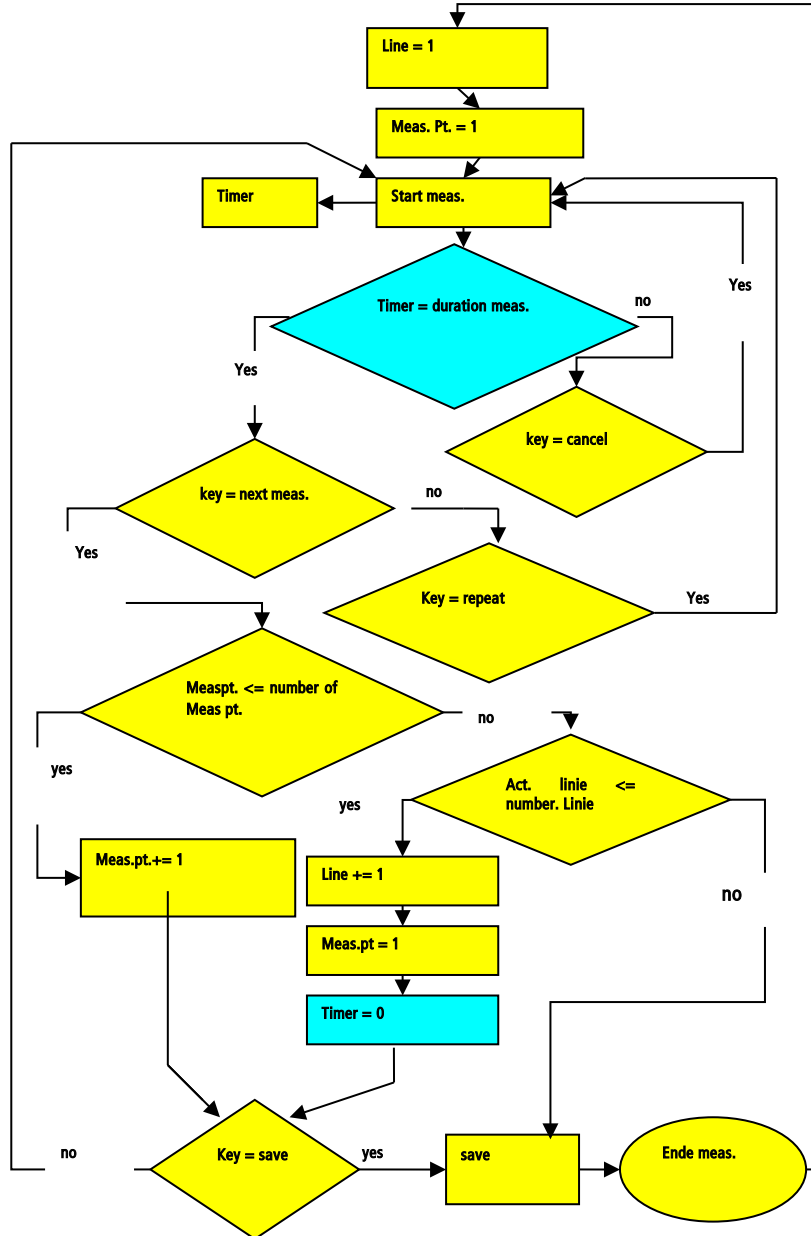 Line = 1
Meas. Pt. = 1
Timer
Start meas.
Timer = duration meas.
no
Yes
Yes
key = cancel
key = next meas.
no
Yes
Key = repeat
Yes
Measpt. <= number of
Meas pt.
no
yes
Act. linie <=
number. Linie
yes
Meas.pt.+= 1
Line += 1
no
Meas.pt = 1
Timer = 0
no
Key = save
yes
save
Ende meas.